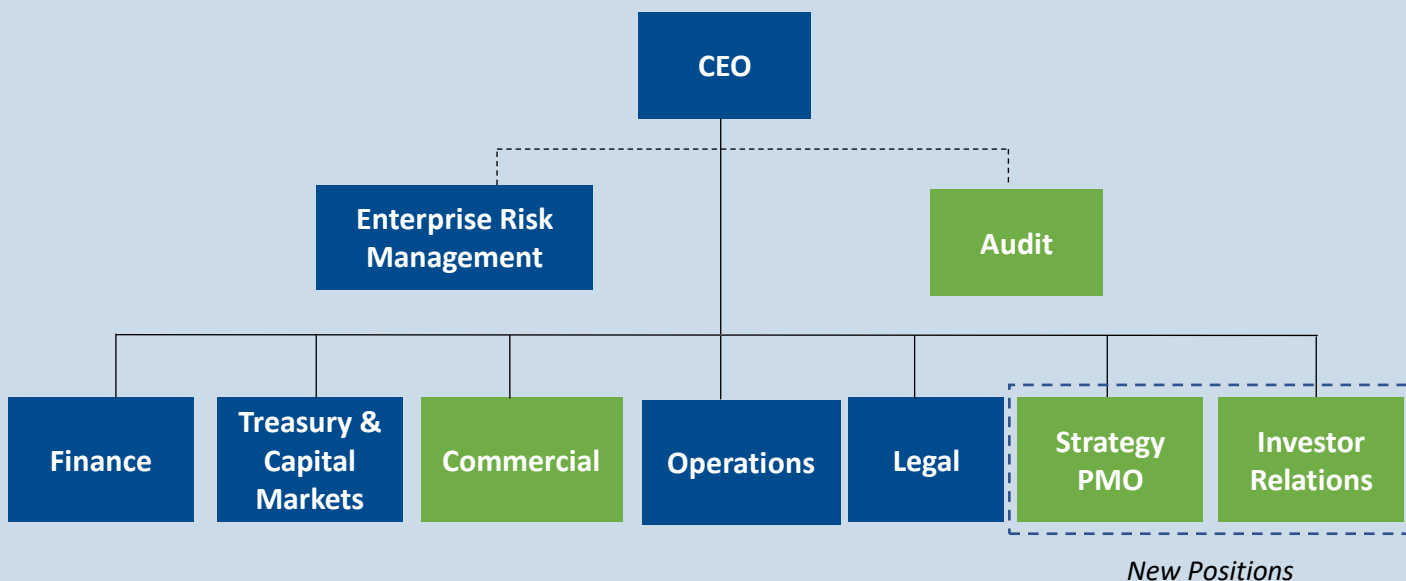 CEO
Enterprise Risk
Management
Audit
Finance
Treasury &
Capital
Markets
Commercial
Operations
Legal
Strategy
PMO
Investor
Relations
New Positions